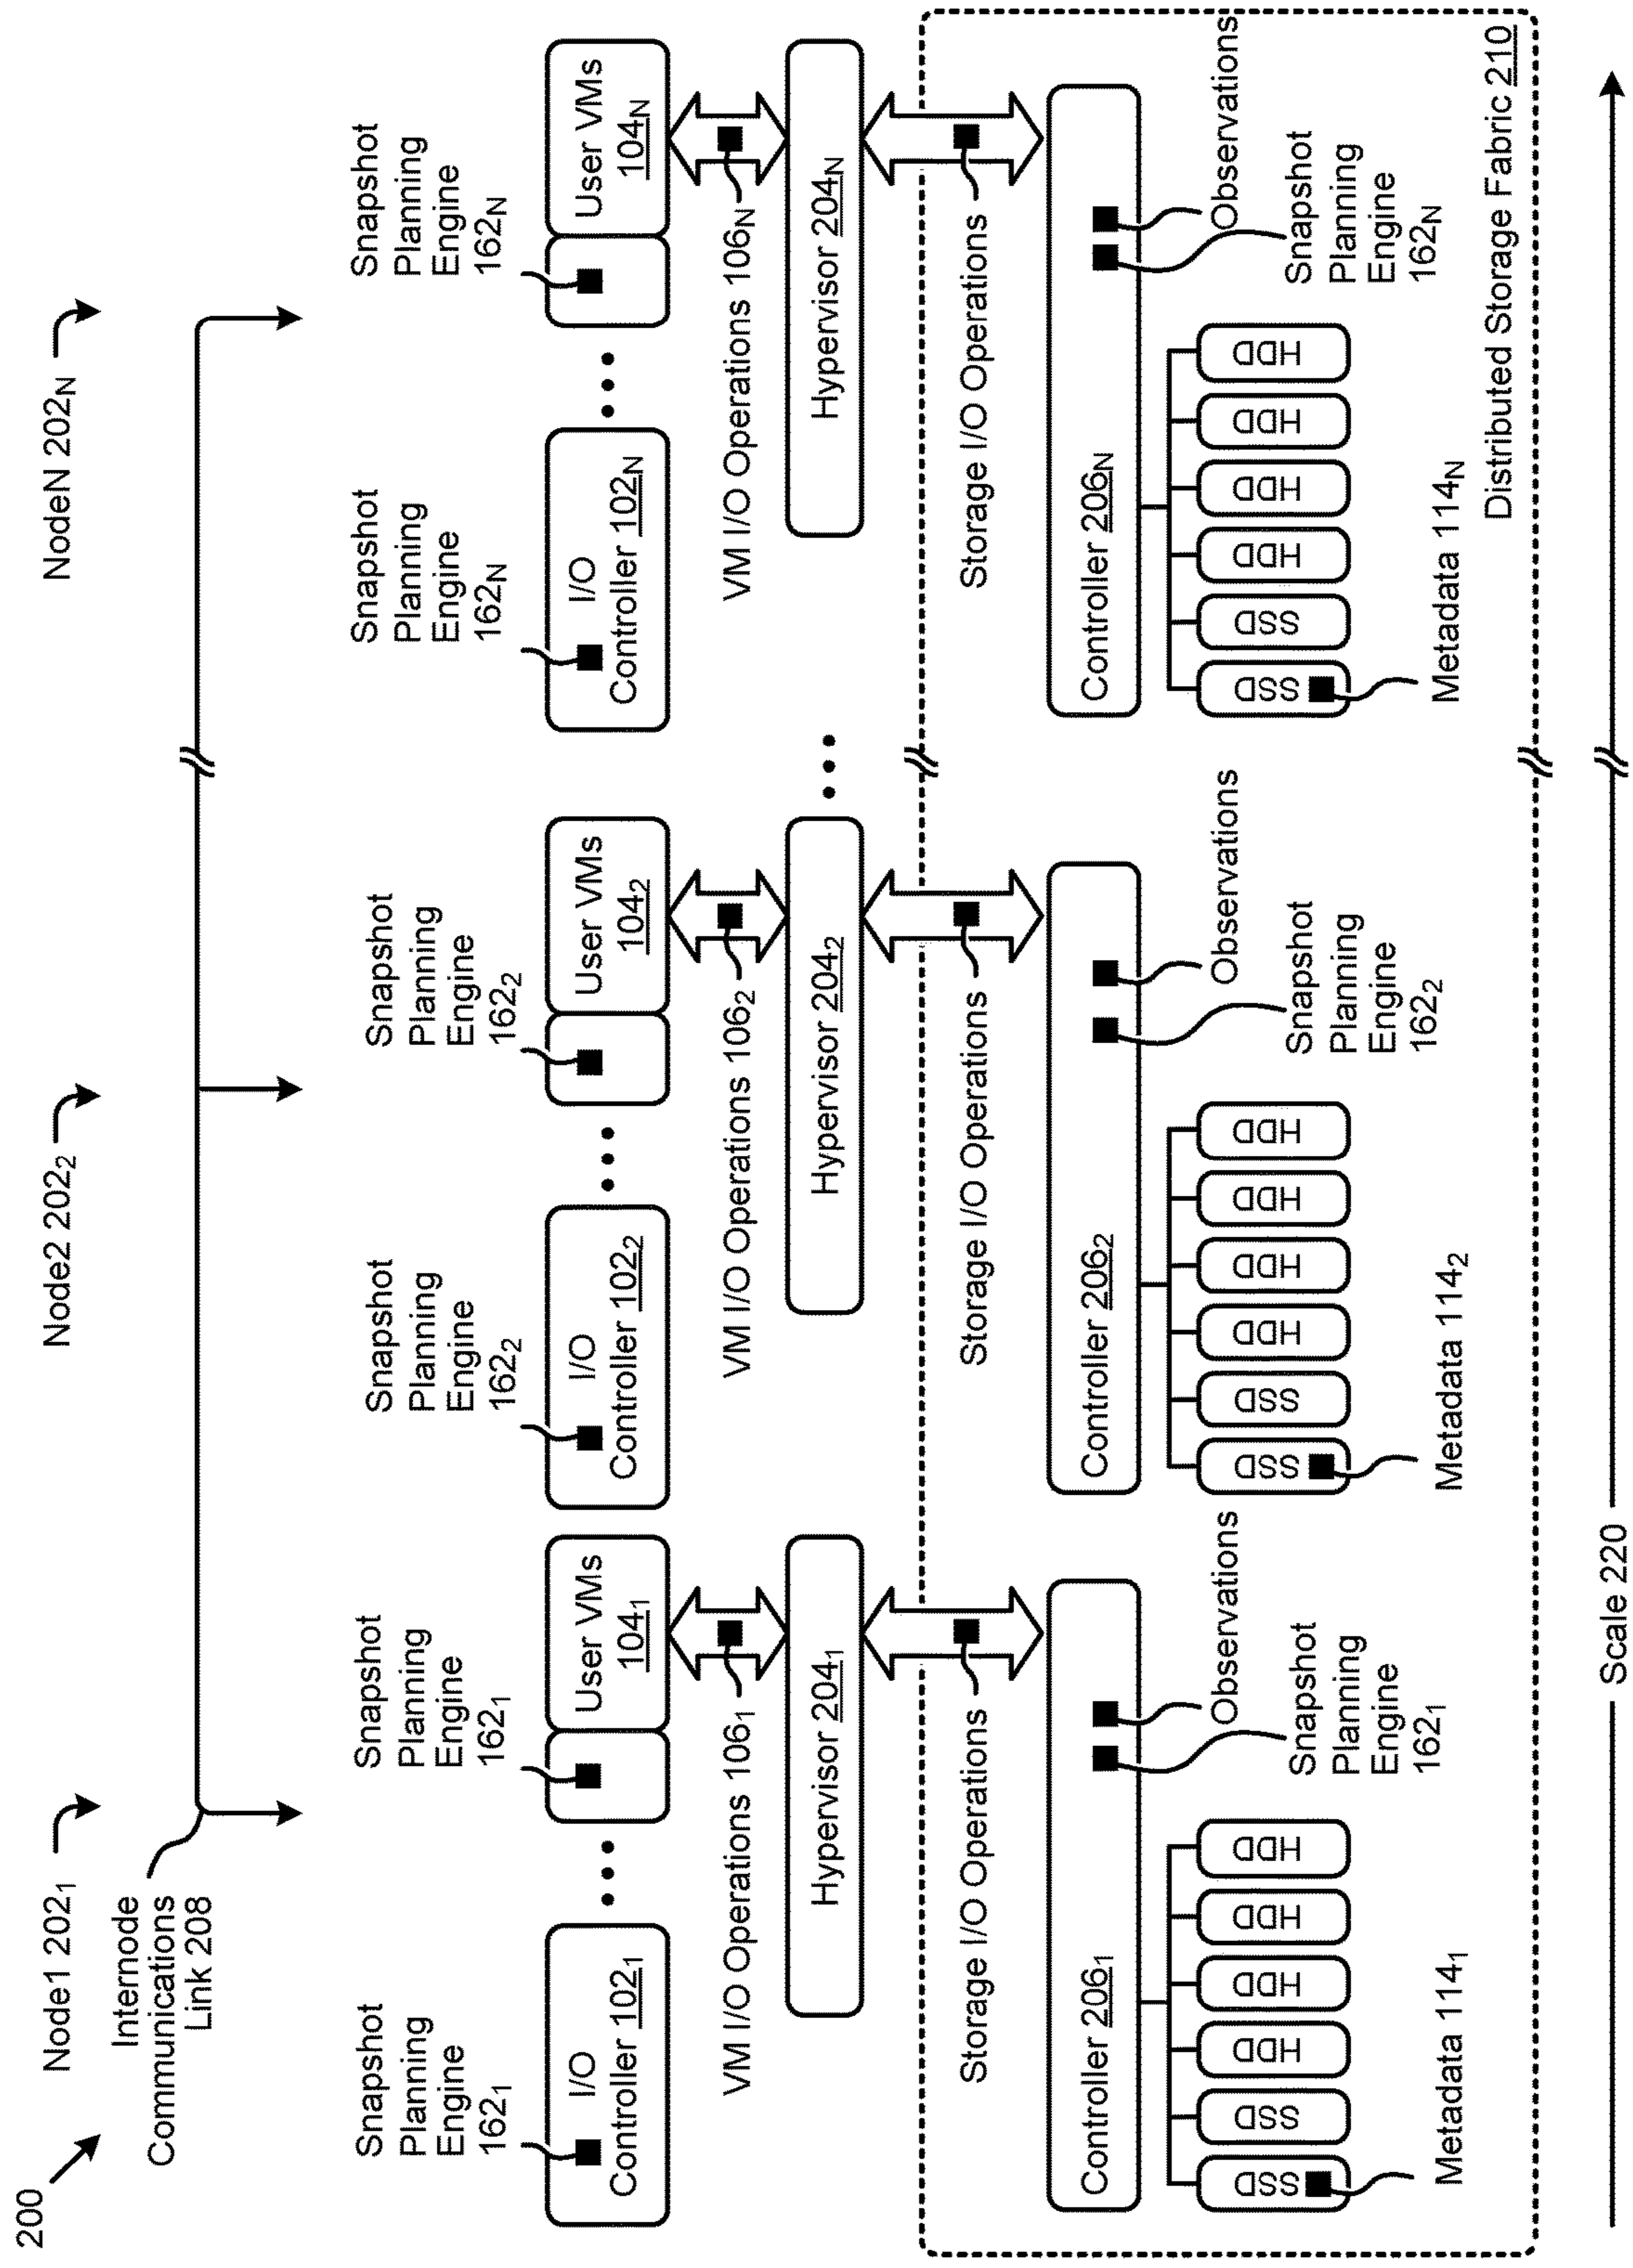 200
Node1 202₁
Node2 202₂
NodeN 202N
Internode
Communications
Link 208
Snapshot
Planning
Engine
162₁
Snapshot
Planning
Engine
162₁
Snapshot
Planning
Engine
162₂
Snapshot
Planning
Engine
162₂
Snapshot
Planning
Engine
162N
Snapshot
Planning
Engine
162N
I/O
Controller 102₁
User VMs
104₁
I/O
Controller 102₂
User VMs
104₂
I/O
Controller 102N
User VMs
104N
VM I/O Operations 106₁
VM I/O Operations 106₂
VM I/O Operations 106N
Hypervisor 204₁
Hypervisor 204₂
Hypervisor 204N
Storage I/O Operations
Storage I/O Operations
Storage I/O Operations
Controller 206₁
Controller 206₂
Controller 206N
Observations
Observations
Observations
Snapshot
Planning
Engine
162₁
Snapshot
Planning
Engine
162₂
Snapshot
Planning
Engine
162N
SSD
SSD
HDD
HDD
HDD
HDD
SSD
SSD
HDD
HDD
HDD
HDD
SSD
SSD
HDD
HDD
HDD
HDD
Metadata 114₁
Metadata 114₂
Metadata 114N
Distributed Storage Fabric 210
Scale 220